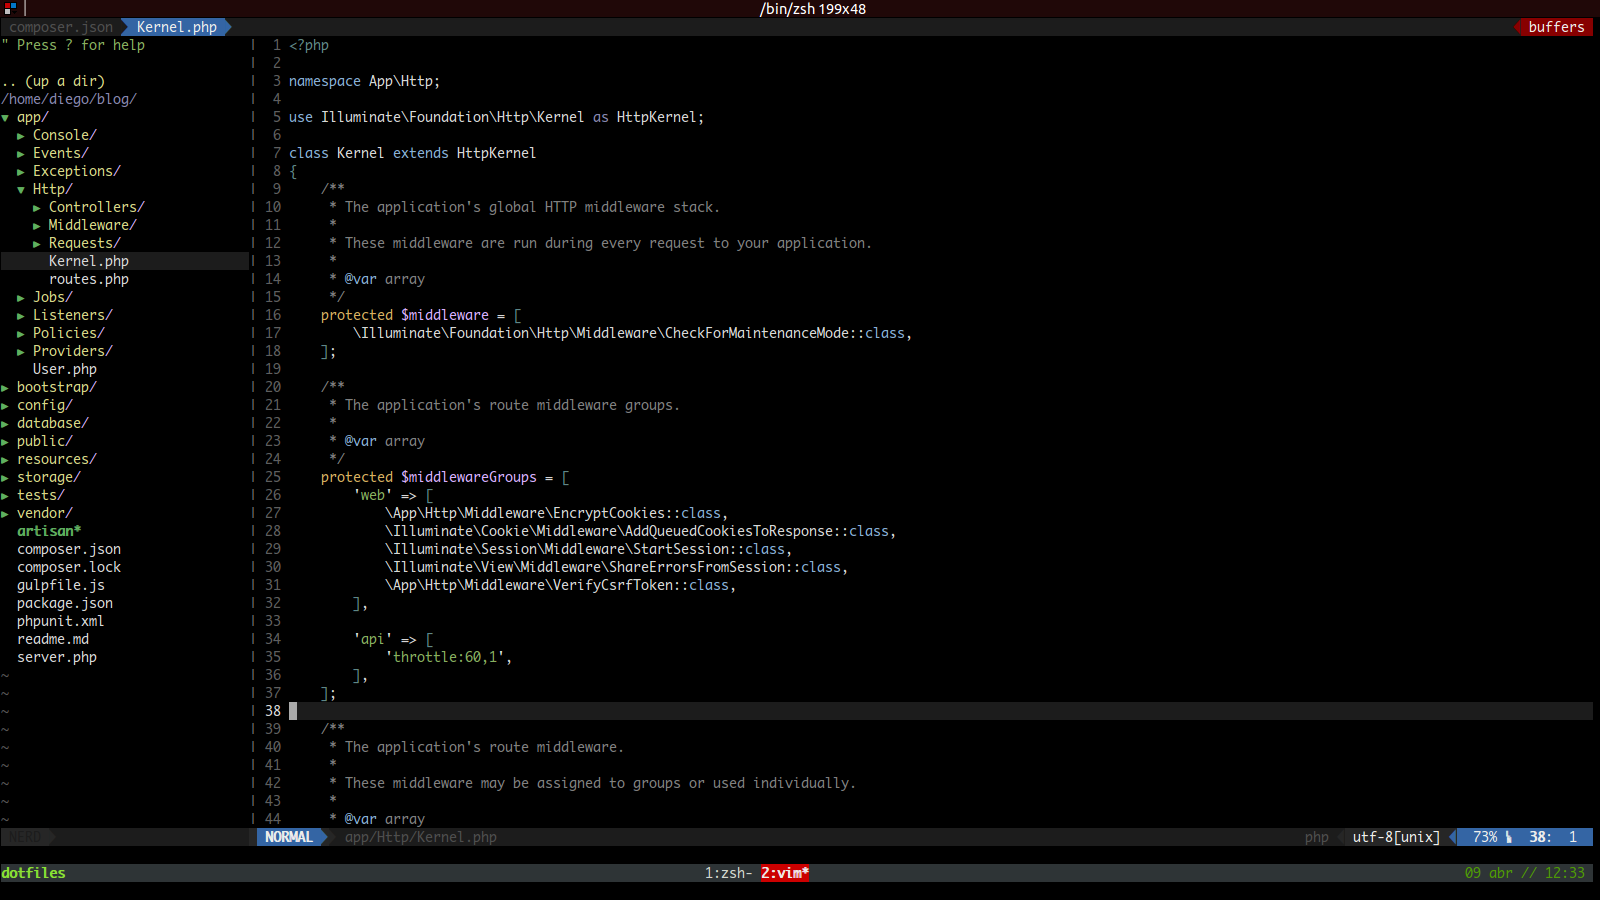 /bin/zsh 199x48
composer.json Kernel.php buffers
" Press ? for help
.. (up a dir)
/home/diego/blog/
▼ app/
▸ Console/
▸ Events/
▸ Exceptions/
▼ Http/
▸ Controllers/
▸ Middleware/
▸ Requests/
Kernel.php
routes.php
▸ Jobs/
▸ Listeners/
▸ Policies/
▸ Providers/
User.php
▸ bootstrap/
▸ config/
▸ database/
▸ public/
▸ resources/
▸ storage/
▸ tests/
▸ vendor/
artisan*
composer.json
composer.lock
gulpfile.js
package.json
phpunit.xml
readme.md
server.php
~
~
~
~
~
~
~
~
~
1 <?php
2
3 namespace App\Http;
4
5 use Illuminate\Foundation\Http\Kernel as HttpKernel;
6
7 class Kernel extends HttpKernel
8 {
9     /**
10      * The application's global HTTP middleware stack.
11      *
12      * These middleware are run during every request to your application.
13      *
14      * @var array
15      */
16     protected $middleware = [
17         \Illuminate\Foundation\Http\Middleware\CheckForMaintenanceMode::class,
18     ];
19
20     /**
21      * The application's route middleware groups.
22      *
23      * @var array
24      */
25     protected $middlewareGroups = [
26         'web' => [
27             \App\Http\Middleware\EncryptCookies::class,
28             \Illuminate\Cookie\Middleware\AddQueuedCookiesToResponse::class,
29             \Illuminate\Session\Middleware\StartSession::class,
30             \Illuminate\View\Middleware\ShareErrorsFromSession::class,
31             \App\Http\Middleware\VerifyCsrfToken::class,
32         ],
33
34         'api' => [
35             'throttle:60,1',
36         ],
37     ];
38
39     /**
40      * The application's route middleware.
41      *
42      * These middleware may be assigned to groups or used individually.
43      *
44      * @var array
NERD NORMAL app/Http/Kernel.php php utf-8[unix] 73% 38: 1
dotfiles 1:zsh- 2:vim* 09 abr // 12:33